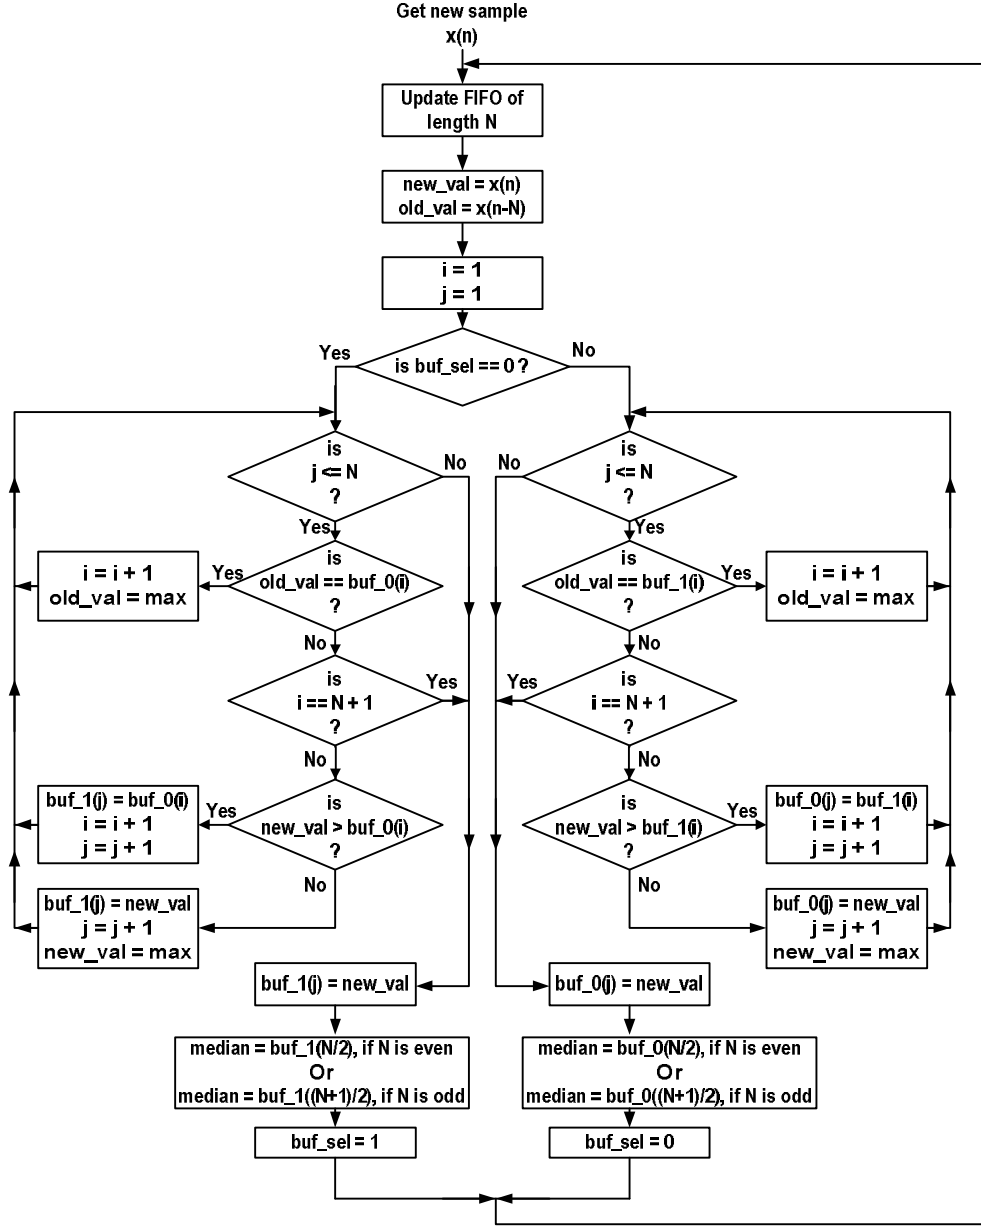 Get new sample
x(n)
Update FIFO of
length N
new_val = x(n)
old_val = x(n-N)
i = 1
j = 1
is buf_sel == 0 ?
Yes
No
is
j <= N
?
No
Yes
is
old_val == buf_0(i)
?
Yes
No
i = i + 1
old_val = max
is
i == N + 1
?
Yes
No
is
new_val > buf_0(i)
?
Yes
No
buf_1(j) = buf_0(i)
i = i + 1
j = j + 1
buf_1(j) = new_val
j = j + 1
new_val = max
buf_1(j) = new_val
median = buf_1(N/2), if N is even
Or
median = buf_1((N+1)/2), if N is odd
buf_sel = 1
is
j <= N
?
No
Yes
is
old_val == buf_1(i)
?
Yes
No
i = i + 1
old_val = max
is
i == N + 1
?
Yes
No
is
new_val > buf_1(i)
?
Yes
No
buf_0(j) = buf_1(i)
i = i + 1
j = j + 1
buf_0(j) = new_val
j = j + 1
new_val = max
buf_0(j) = new_val
median = buf_0(N/2), if N is even
Or
median = buf_0((N+1)/2), if N is odd
buf_sel = 0